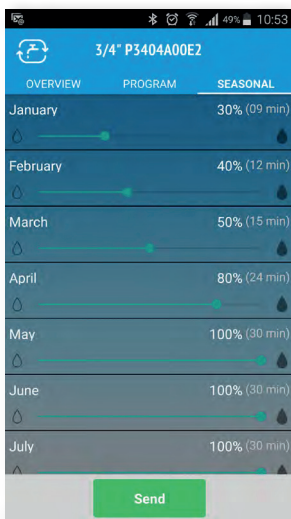 49% 10:53
3/4" P3404A00E2
OVERVIEW PROGRAM SEASONAL
January 30% (09 min)
February 40% (12 min)
March 50% (15 min)
April 80% (24 min)
May 100% (30 min)
June 100% (30 min)
July 100% (30 min)
Send